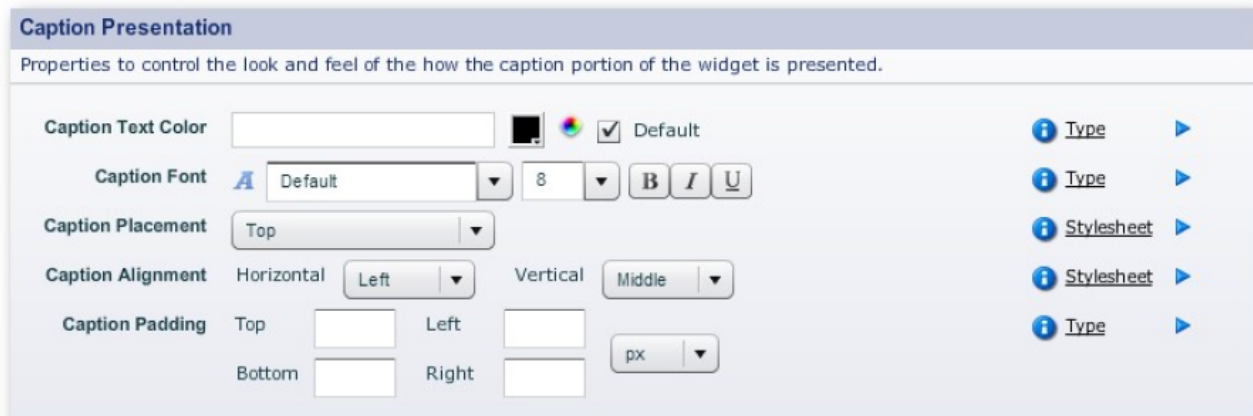 Caption Presentation
Properties to control the look and feel of the how the caption portion of the widget is presented.
Caption Text Color Default Type
Caption Font A Default 8 B I U Type
Caption Placement Top Stylesheet
Caption Alignment Horizontal Left Vertical Middle Stylesheet
Caption Padding Top Left px Type
Bottom Right